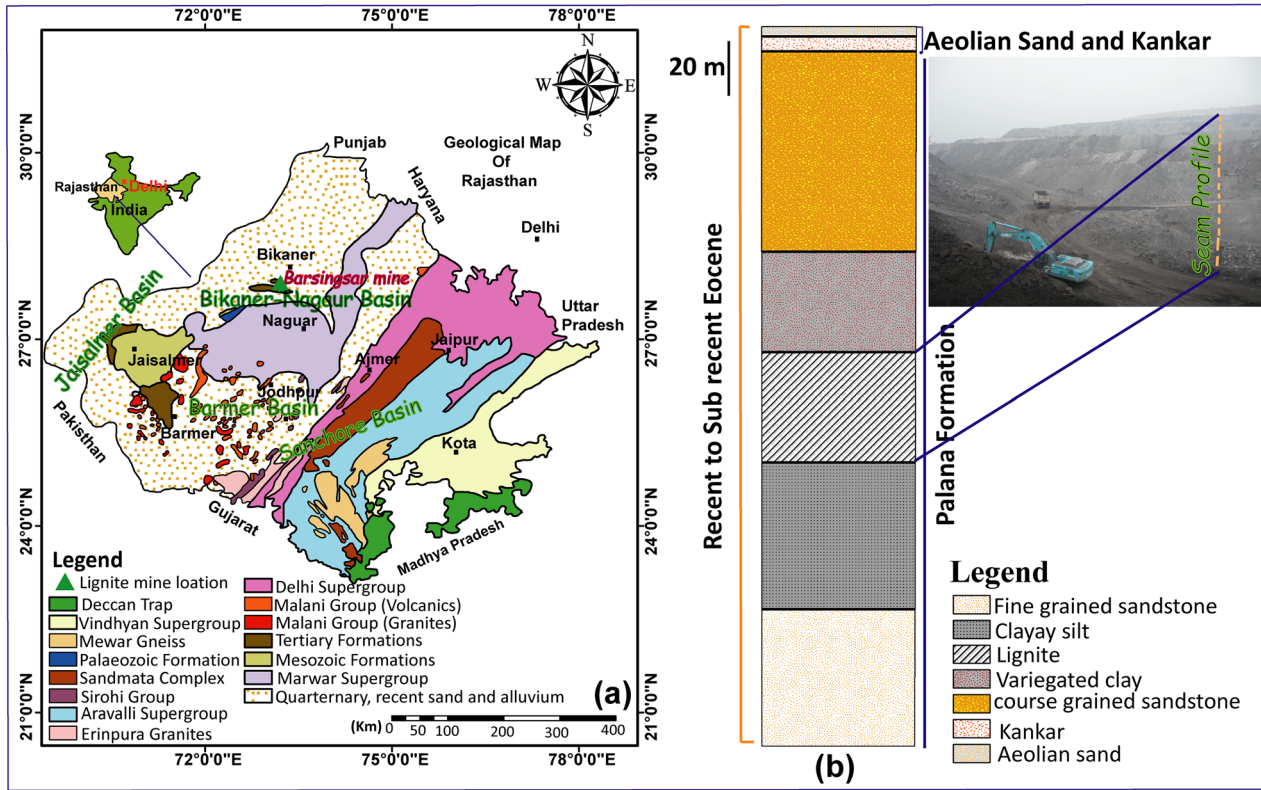 72°0'0"E 75°0'0"E 78°0'0"E
30°0'0"N
27°0'0"N
24°0'0"N
21°0'0"N
N
W E
S
Geological Map
Of
Rajasthan
Punjab
Haryana
Delhi
Rajasthan
Delhi
India
Bikaner
Barsingsar mine
Bikaner-Nagaur Basin
Jaisalmer Basin
Naguar
Uttar
Pradesh
Jaisalmer
Ajmer
Jaipur
Jodhpur
Barmer Basin
Sanchore Basin
Barmer
Pakisthan
Kota
Gujarat
Madhya Pradesh
Legend
Lignite mine loation
Deccan Trap
Vindhyan Supergroup
Mewar Gneiss
Palaeozoic Formation
Sandmata Complex
Sirohi Group
Aravalli Supergroup
Erinpura Granites
Delhi Supergroup
Malani Group (Volcanics)
Malani Group (Granites)
Tertiary Formations
Mesozoic Formations
Marwar Supergroup
Quarternary, recent sand and alluvium
(a)
(Km) 0 50 100 200 300 400
72°0'0"E 75°0'0"E 78°0'0"E
30°0'0"N
27°0'0"N
24°0'0"N
21°0'0"N
20 m
Aeolian Sand and Kankar
Recent to Sub recent Eocene
Palana Formation
Seam Profile
(b)
Legend
Fine grained sandstone
Clayay silt
Lignite
Variegated clay
course grained sandstone
Kankar
Aeolian sand